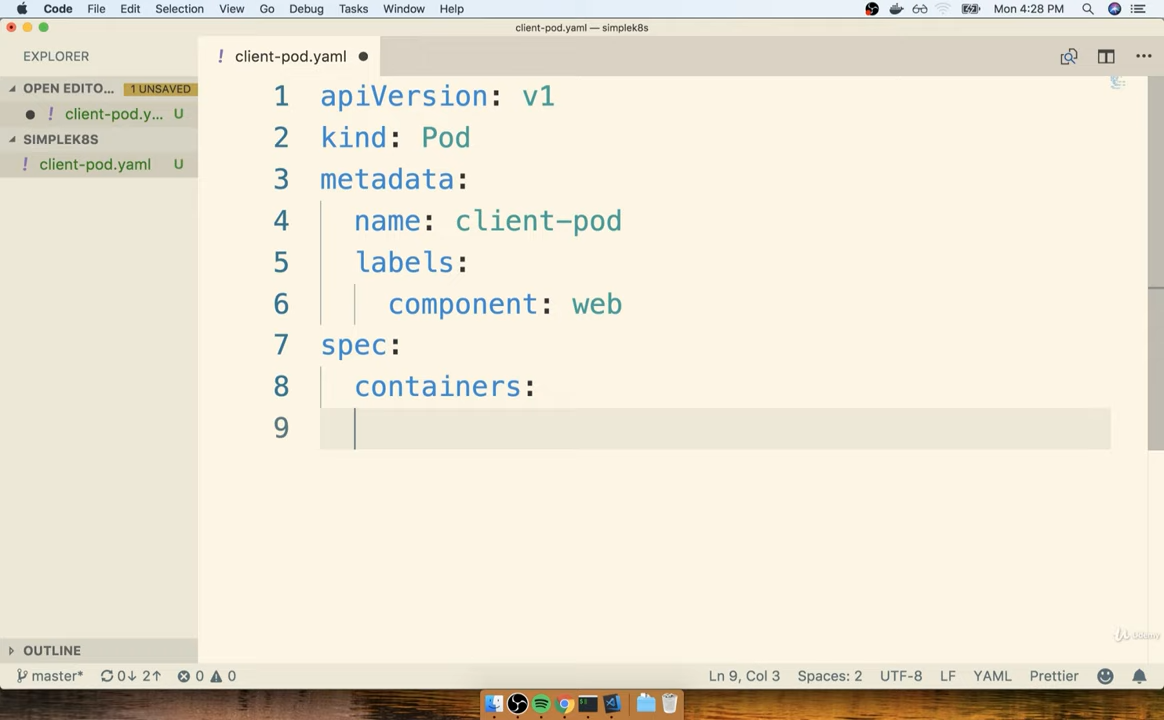 Code File Edit Selection View Go Debug Tasks Window Help Mon 4:28 PM
client-pod.yaml — simplek8s
EXPLORER
! client-pod.yaml
OPEN EDITO... 1 UNSAVED
! client-pod.y... U
SIMPLEK8S
! client-pod.yaml U
1 apiVersion: v1
2 kind: Pod
3 metadata:
4 name: client-pod
5 labels:
6 component: web
7 spec:
8 containers:
9
Udemy
OUTLINE
master* 0↓ 2↑ 0 0 Ln 9, Col 3 Spaces: 2 UTF-8 LF YAML Prettier